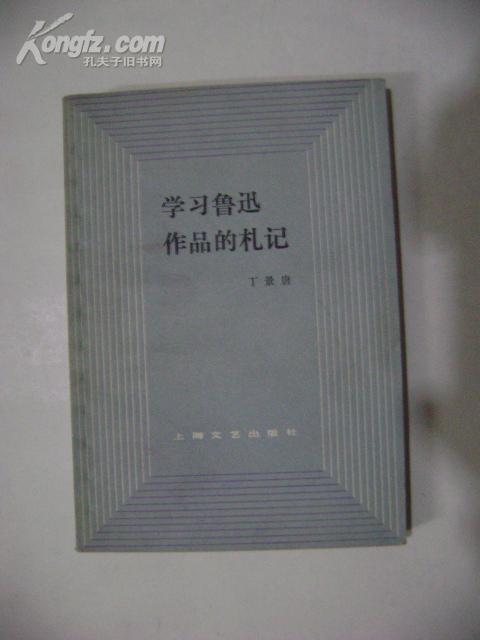 Kongfz.com
孔夫子旧书网
学习鲁迅
作品的札记
丁景唐
上海文艺出版社